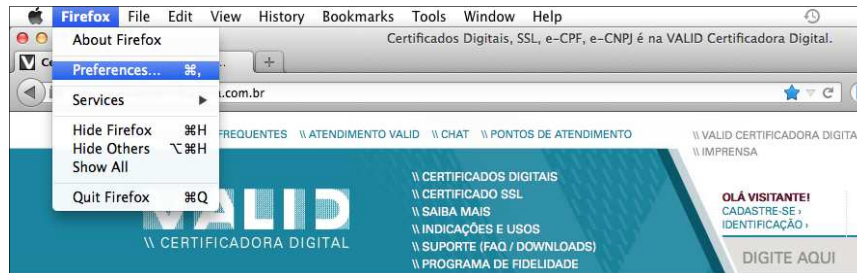 Firefox File Edit View History Bookmarks Tools Window Help
About Firefox
Certificados Digitais, SSL, e-CPF, e-CNPJ é na VALID Certificadora Digital.
Preferences... ⌘,
Services ▶
.com.br
Hide Firefox ⌘H
Hide Others ⌥⌘H
Show All
Quit Firefox ⌘Q
FREQUENTES \\ ATENDIMENTO VALID \\ CHAT \\ PONTOS DE ATENDIMENTO
\\ VALID CERTIFICADORA DIGITA
\\ IMPRENSA
VALID
\\ CERTIFICADORA DIGITAL
\\ CERTIFICADOS DIGITAIS
\\ CERTIFICADO SSL
\\ SAIBA MAIS
\\ INDICAÇÕES E USOS
\\ SUPORTE (FAQ / DOWNLOADS)
\\ PROGRAMA DE FIDELIDADE
OLÁ VISITANTE!
CADASTRE-SE ›
IDENTIFICAÇÃO ›
DIGITE AQUI